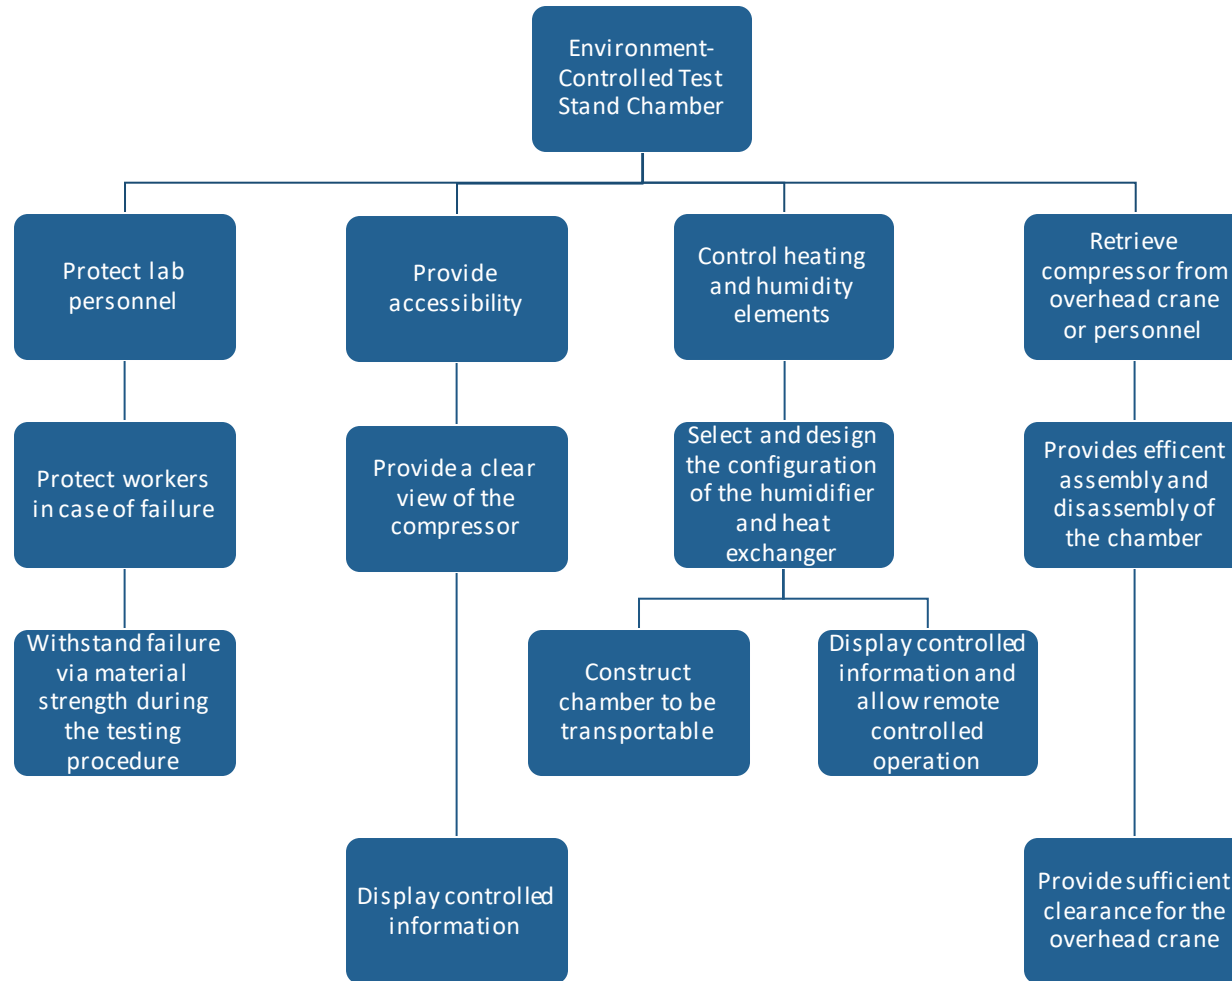 Environment-
Controlled Test
Stand Chamber
Protect lab
personnel
Provide
accessibility
Control heating
and humidity
elements
Retrieve
compressor from
overhead crane
or personnel
Protect workers
in case of failure
Provide a clear
view of the
compressor
Select and design
the configuration
of the humidifier
and heat
exchanger
Provides efficent
assembly and
disassembly of
the chamber
Withstand failure
via material
strength during
the testing
procedure
Construct
chamber to be
transportable
Display controlled
information and
allow remote
controlled
operation
Display controlled
information
Provide sufficient
clearance for the
overhead crane